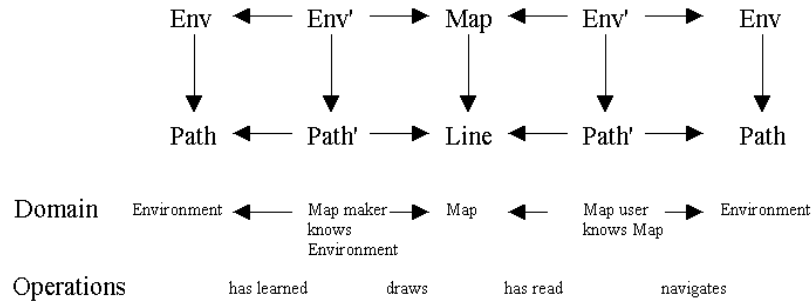 Env Env' Map Env' Env
Path Path' Line Path' Path
Domain Environment Map maker Map Map user Environment
knows knows Map
Environment
Operations has learned draws has read navigates